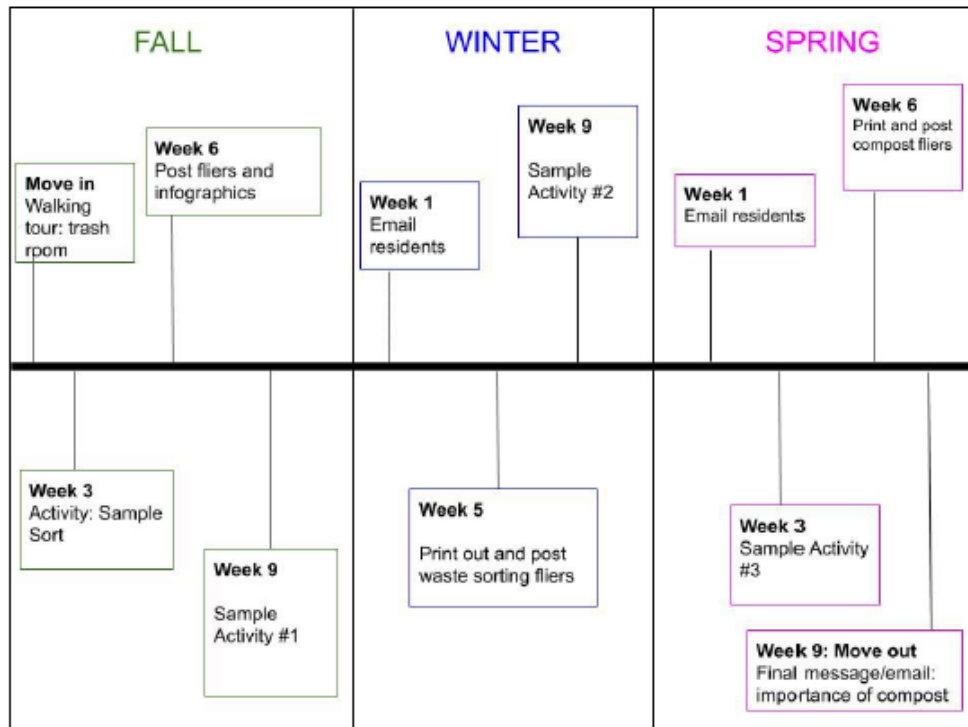 FALL
WINTER
SPRING
Move in
Walking
tour: trash
room
Week 6
Post fliers and
infographics
Week 3
Activity: Sample
Sort
Week 9
Sample
Activity #1
Week 1
Email
residents
Week 9
Sample
Activity #2
Week 5
Print out and post
waste sorting fliers
Week 1
Email residents
Week 6
Print and post
compost fliers
Week 3
Sample Activity
#3
Week 9: Move out
Final message/email:
importance of compost